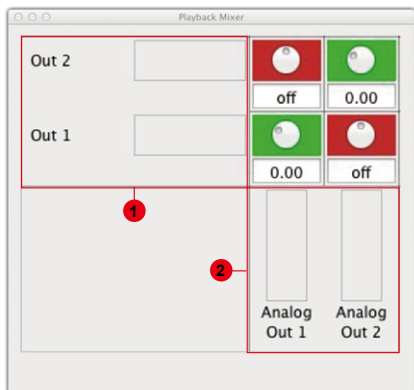 Playback Mixer
Out 2
off
0.00
Out 1
0.00
off
1
2
Analog
Out 1
Analog
Out 2